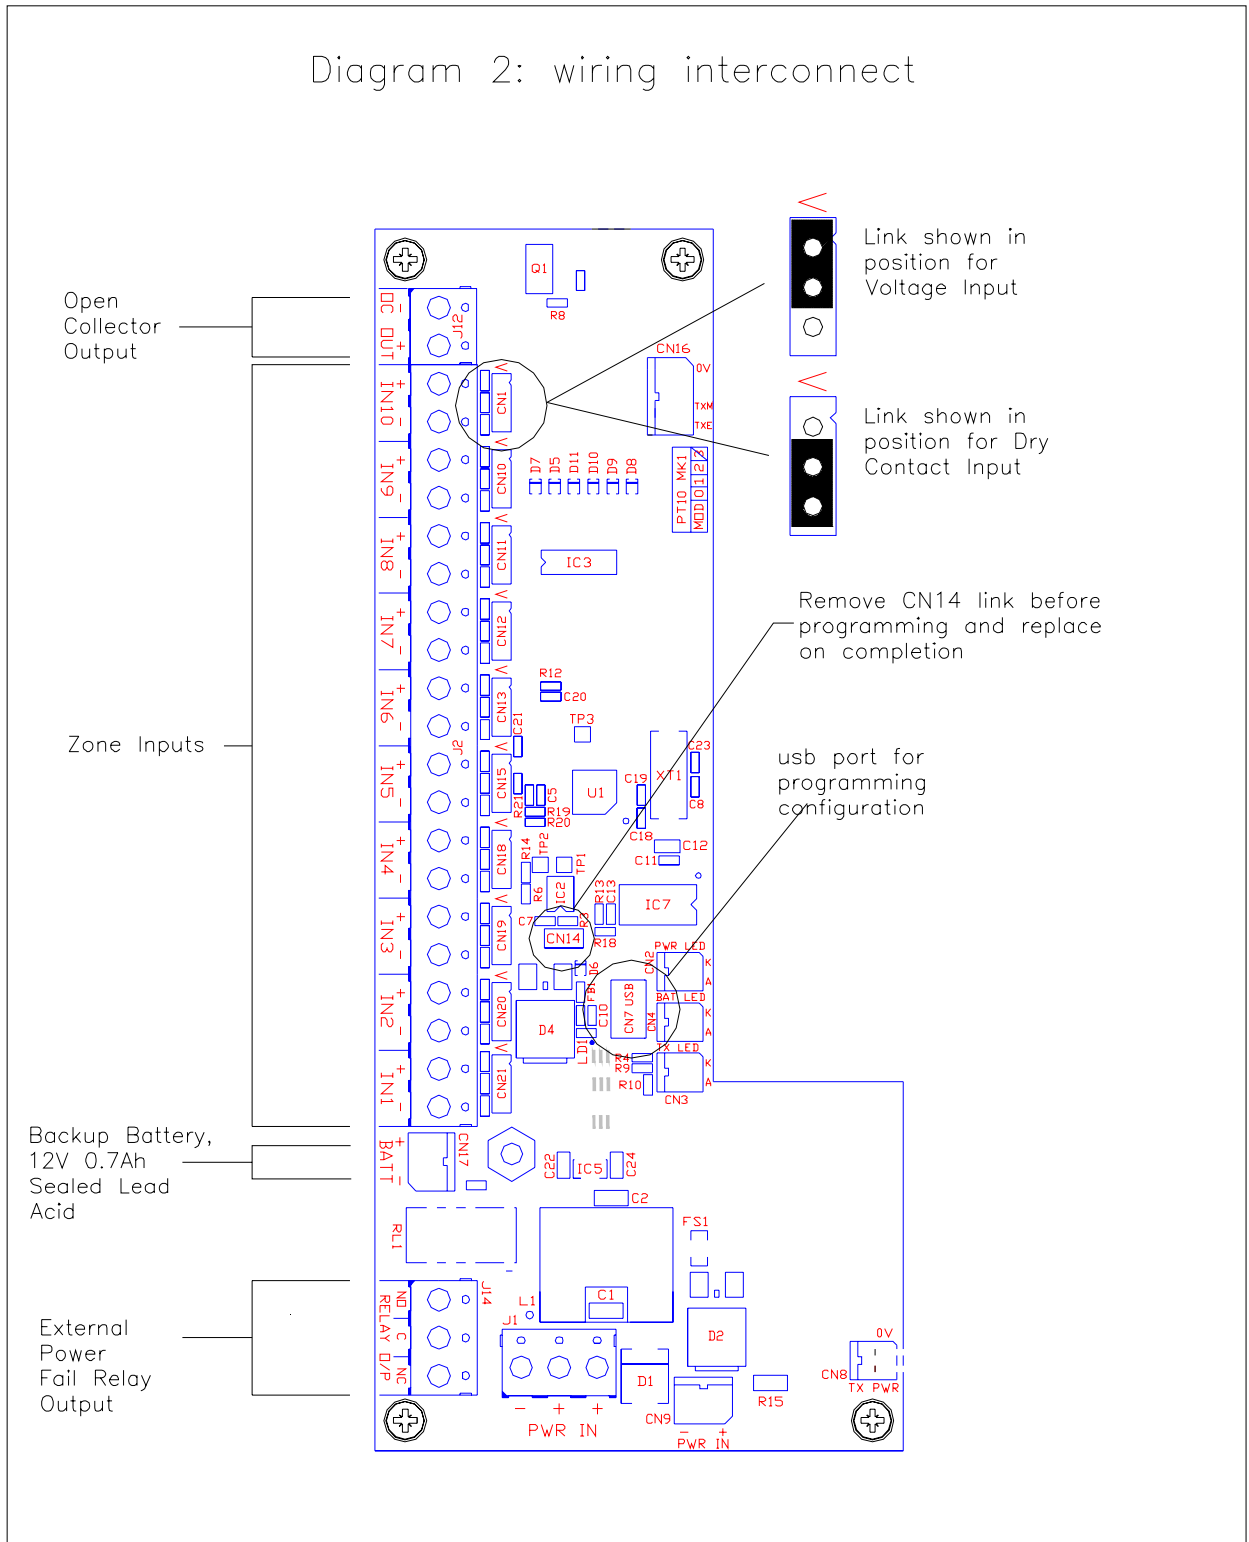 Diagram 2: wiring interconnect
V
Link shown in
position for
Voltage Input
V
Link shown in
position for Dry
Contact Input
Open
Collector
Output
Zone Inputs
Backup Battery,
12V 0.7Ah
Sealed Lead
Acid
External
Power
Fail Relay
Output
Remove CN14 link before
programming and replace
on completion
usb port for
programming
configuration
Q1
R8
OC OUT
- +
J12
CN16
0V
TXM
TXE
IN10
+ -
V
CN1
IN9
+ -
V
CN10
IN8
+ -
V
CN11
IN7
+ -
V
CN12
IN6
+ -
V
CN13
IN5
+ -
V
CN15
IN4
+ -
V
CN18
IN3
+ -
V
CN19
IN2
+ -
V
CN20
IN1
+ -
V
CN21
J2
D7 D5 D11 D10 D9 D8
PT10 MK1
MOD 0 1 2 3
IC3
R12
C20
TP3
C21
R21
C5
R19
R20
U1
C19
C18
XT1
C23
C8
C12
C11
R14
TP2
TP1
R6
IC2
C7
R3
R13
C13
R18
IC7
CN14
D6
FB1
C10
D4
LD1
CN7 USB
PWR LED
CN2
K
A
BAT LED
CN4
K
A
TX LED
K
A
CN3
R4
R9
R10
BATT
+ -
CN17
C22
IC5
C24
C2
RL1
FS1
L1
C1
J14
NO
C
NC
RELAY O/P
J1
- + +
PWR IN
D1
D2
CN9
- +
PWR IN
R15
0V
CN8
TX PWR